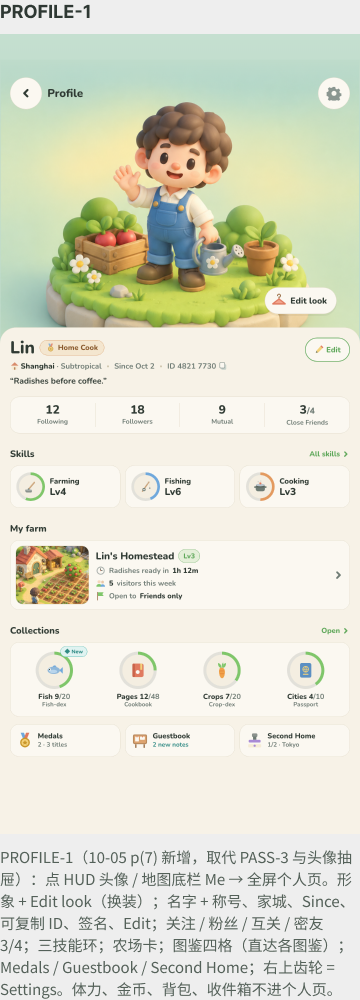 PROFILE-1
Profile
Edit look
Lin
Home Cook
Edit
Shanghai · Subtropical · Since Oct 2 · ID 4821 7730
“Radishes before coffee.”
12 18 9 3/4
Following Followers Mutual Close Friends
Skills All skills >
Farming Fishing Cooking
Lv4 Lv6 Lv3
My farm
Lin's Homestead Lv3
Radishes ready in 1h 12m
5 visitors this week
Open to Friends only
Collections Open >
New
Fish 9/20 Pages 12/48 Crops 7/20 Cities 4/10
Fish-dex Cookbook Crop-dex Passport
Medals Guestbook Second Home
2 · 3 titles 2 new notes 1/2 · Tokyo
PROFILE-1（10-05 p(7) 新增，取代 PASS-3 与头像抽
屉）：点 HUD 头像 / 地图底栏 Me → 全屏个人页。形
象 + Edit look（换装）；名字 + 称号、家城、Since、
可复制 ID、签名、Edit；关注 / 粉丝 / 互关 / 密友
3/4；三技能环；农场卡；图鉴四格（直达各图鉴）；
Medals / Guestbook / Second Home；右上齿轮 =
Settings。体力、金币、背包、收件箱不进个人页。